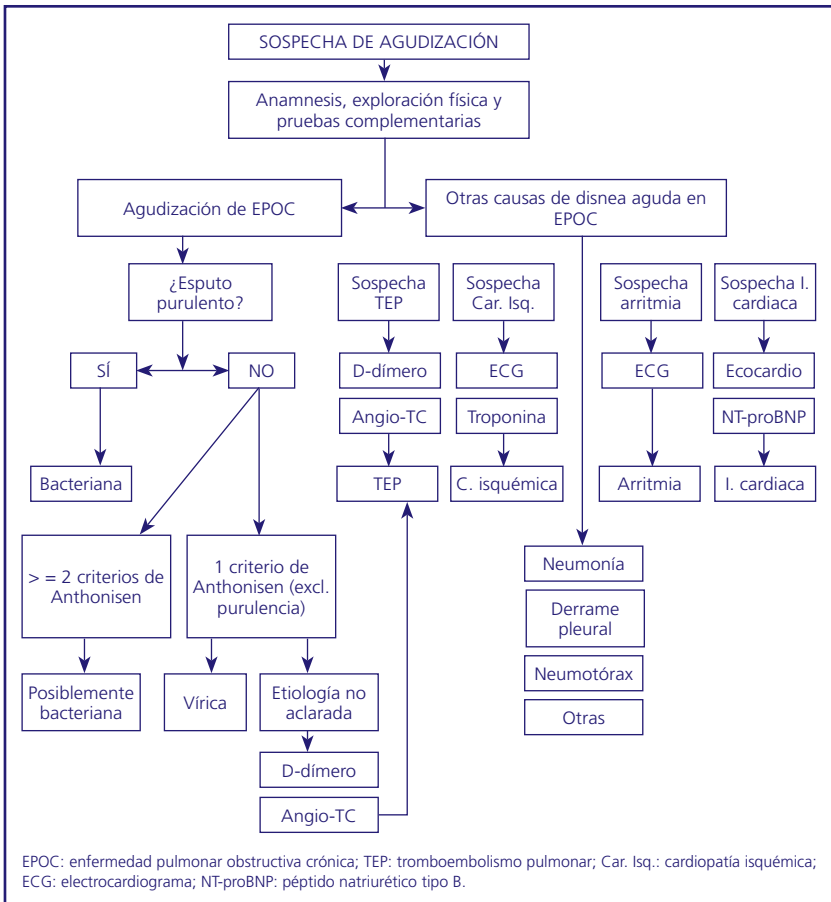 SOSPECHA DE AGUDIZACIÓN
Anamnesis, exploración física y
pruebas complementarias
Agudización de EPOC
Otras causas de disnea aguda en
EPOC
¿Esputo
purulento?
SÍ
NO
Bacteriana
> = 2 criterios de
Anthonisen
1 criterio de
Anthonisen (excl.
purulencia)
Posiblemente
bacteriana
Vírica
Etiología no
aclarada
D-dímero
Angio-TC
Sospecha
TEP
D-dímero
Angio-TC
TEP
Sospecha
Car. Isq.
ECG
Troponina
C. isquémica
Sospecha
arritmia
ECG
Arritmia
Sospecha I.
cardiaca
Ecocardio
NT-proBNP
I. cardiaca
Neumonía
Derrame
pleural
Neumotórax
Otras
EPOC: enfermedad pulmonar obstructiva crónica; TEP: tromboembolismo pulmonar; Car. Isq.: cardiopatía isquémica;
ECG: electrocardiograma; NT-proBNP: péptido natriurético tipo B.